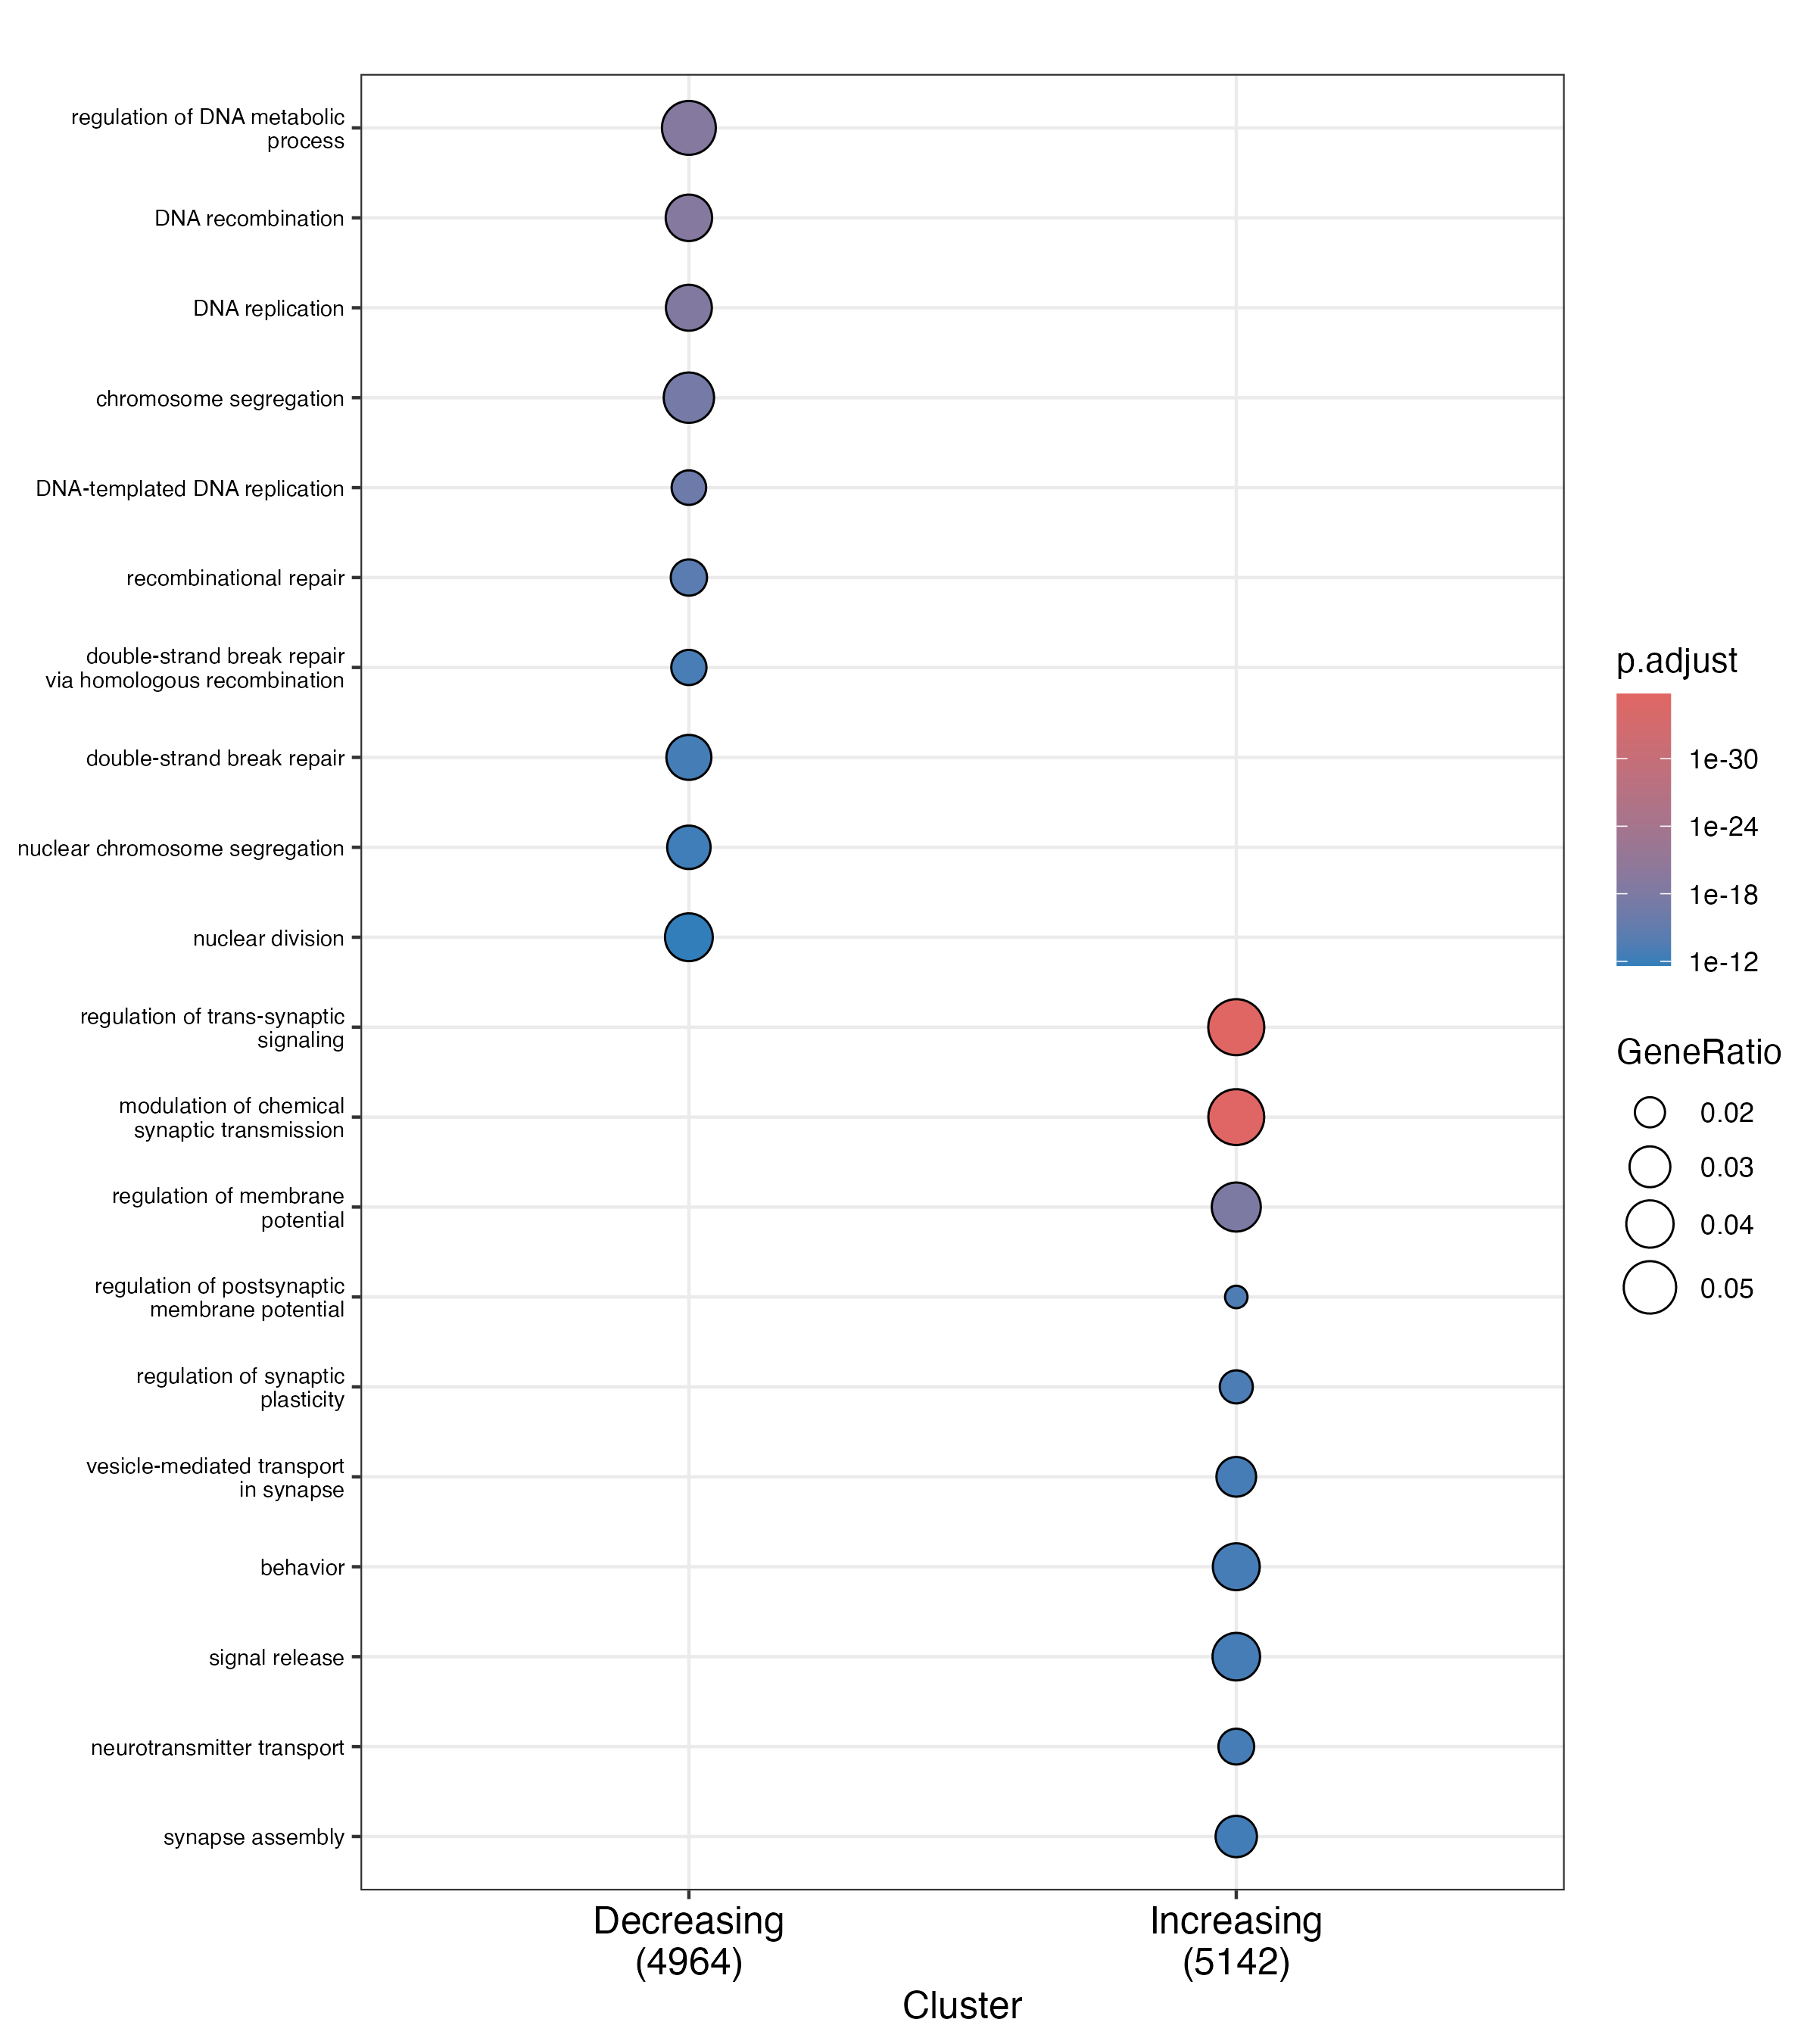 regulation of DNA metabolic
process
DNA recombination
DNA replication
chromosome segregation
DNA-templated DNA replication
recombinational repair
double-strand break repair
via homologous recombination
double-strand break repair
nuclear chromosome segregation
nuclear division
regulation of trans-synaptic
signaling
modulation of chemical
synaptic transmission
regulation of membrane
potential
regulation of postsynaptic
membrane potential
regulation of synaptic
plasticity
vesicle-mediated transport
in synapse
behavior
signal release
neurotransmitter transport
synapse assembly
Decreasing
(4964)
Increasing
(5142)
Cluster
p.adjust
1e-30
1e-24
1e-18
1e-12
GeneRatio
0.02
0.03
0.04
0.05